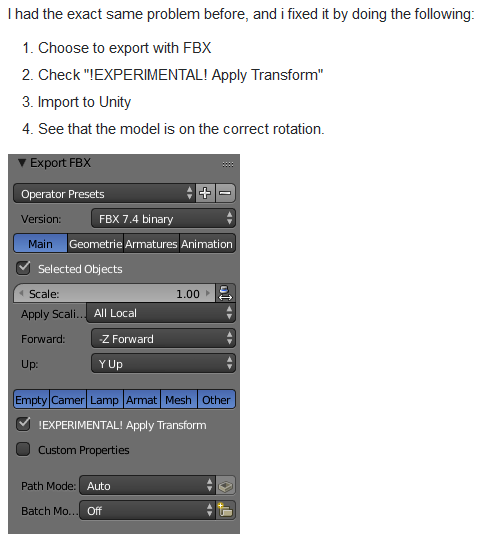 I had the exact same problem before, and i fixed it by doing the following:
1. Choose to export with FBX
2. Check "!EXPERIMENTAL! Apply Transform"
3. Import to Unity
4. See that the model is on the correct rotation.
Export FBX
Operator Presets
Version: FBX 7.4 binary
Main Geometrie Armatures Animation
Selected Objects
Scale: 1.00
Apply Scali... All Local
Forward: -Z Forward
Up: Y Up
Empty Camer Lamp Armat Mesh Other
!EXPERIMENTAL! Apply Transform
Custom Properties
Path Mode: Auto
Batch Mo... Off